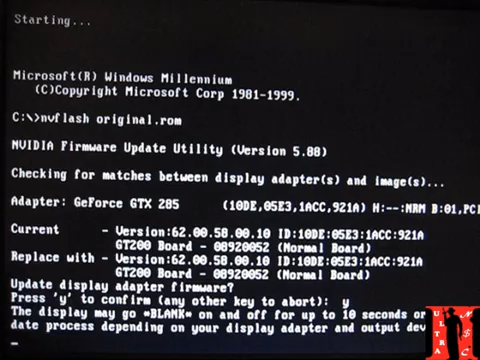 Starting...
Microsoft(R) Windows Millennium
(C)Copyright Microsoft Corp 1981-1999.
C:\>nvflash original.rom
NVIDIA Firmware Update Utility (Version 5.88)
Checking for matches between display adapter(s) and image(s)...
Adapter: GeForce GTX 285 (10DE,05E3,1ACC,921A) H:--:NRM B:01,PCI
Current - Version:62.00.58.00.10 ID:10DE:05E3:1ACC:921A
GT200 Board - 08920052 (Normal Board)
Replace with - Version:62.00.58.00.10 ID:10DE:05E3:1ACC:921A
GT200 Board - 08920052 (Normal Board)
Update display adapter firmware?
Press 'y' to confirm (any other key to abort): y
The display may go *BLANK* on and off for up to 10 seconds or
date process depending on your display adapter and output dev
ULTRA
MBC